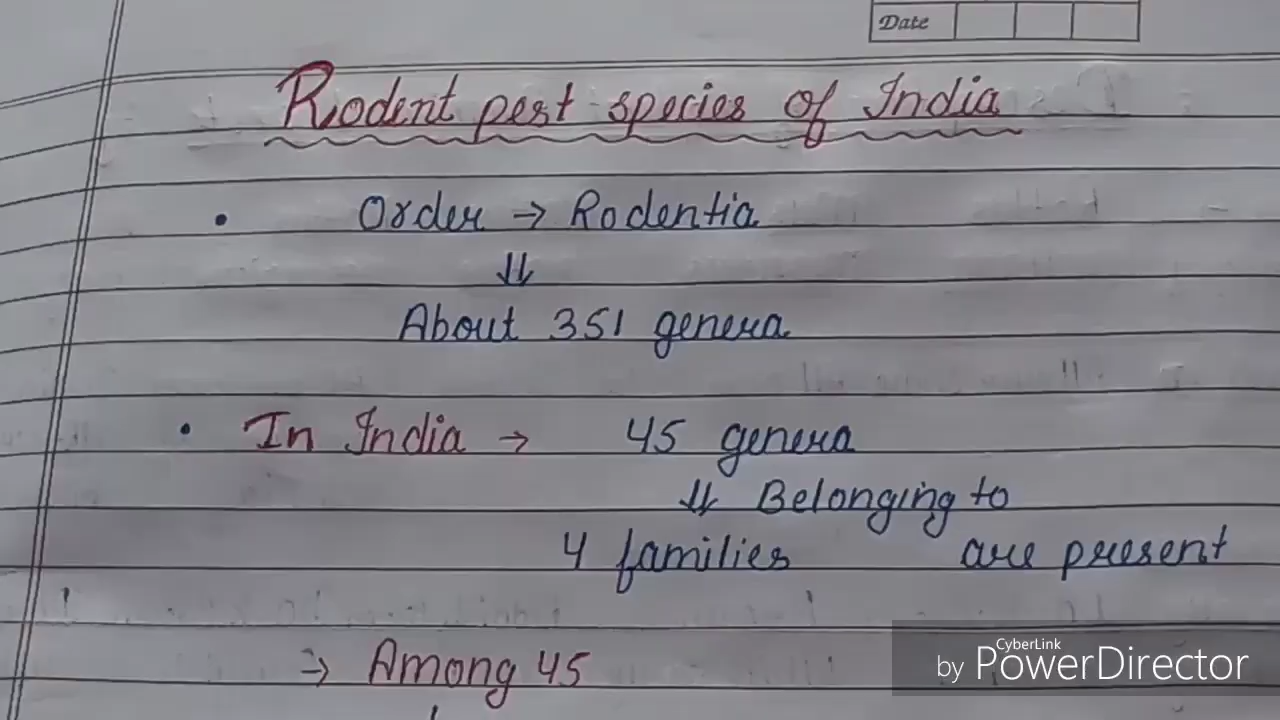 Date
Rodent pest species of India
• Order → Rodentia
⇓
About 351 genera
• In India → 45 genera
⇓ Belonging to
4 families are present
⇒ Among 45
CyberLink
by PowerDirector